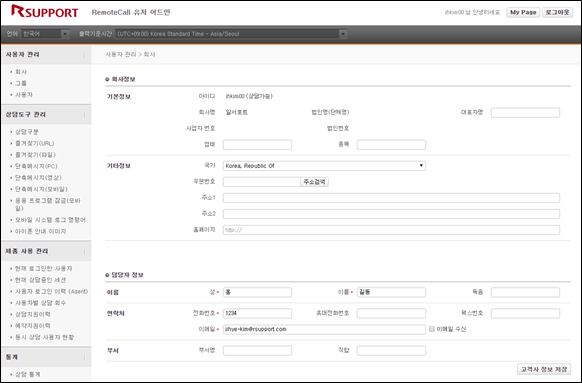 RSUPPORT RemoteCall 유저 어드민 jhkim00 님 안녕하세요 My Page 로그아웃
언어 한국어 출력기준시간 (UTC+09:00) Korea Standard Time - Asia/Seoul
사용자 관리
회사
그룹
사용자
상담도구 관리
상담구분
즐겨찾기(URL)
즐겨찾기(파일)
단축메시지(PC)
단축메시지(영상)
단축메시지(모바일)
응용 프로그램 잠금(모바일)
모바일 시스템 로그 명령어
아이폰 안내 이미지
제품 사용 관리
현재 로그인한 사용자
현재 상담중인 세션
사용자 로그인 이력 (Agent)
사용자별 상담 회수
상담지원이력
예약지원이력
동시 상담 사용자 현황
통계
상담 통계
사용자 관리 > 회사
회사정보
기본정보 아이디 jhkim00 (상담가능)
회사명 알서포트 법인명(단체명) 대표자명
사업자 번호 법인번호
업태 종목
기타정보 국가 Korea, Republic Of
우편번호 주소검색
주소1
주소2
홈페이지 http://
담당자 정보
이름 성* 홍 이름* 길동 독음
연락처 전화번호* 1234 휴대전화번호 팩스번호
이메일* jihye-kim@rsupport.com 이메일 수신
부서 부서명 직함
고객사 정보 저장